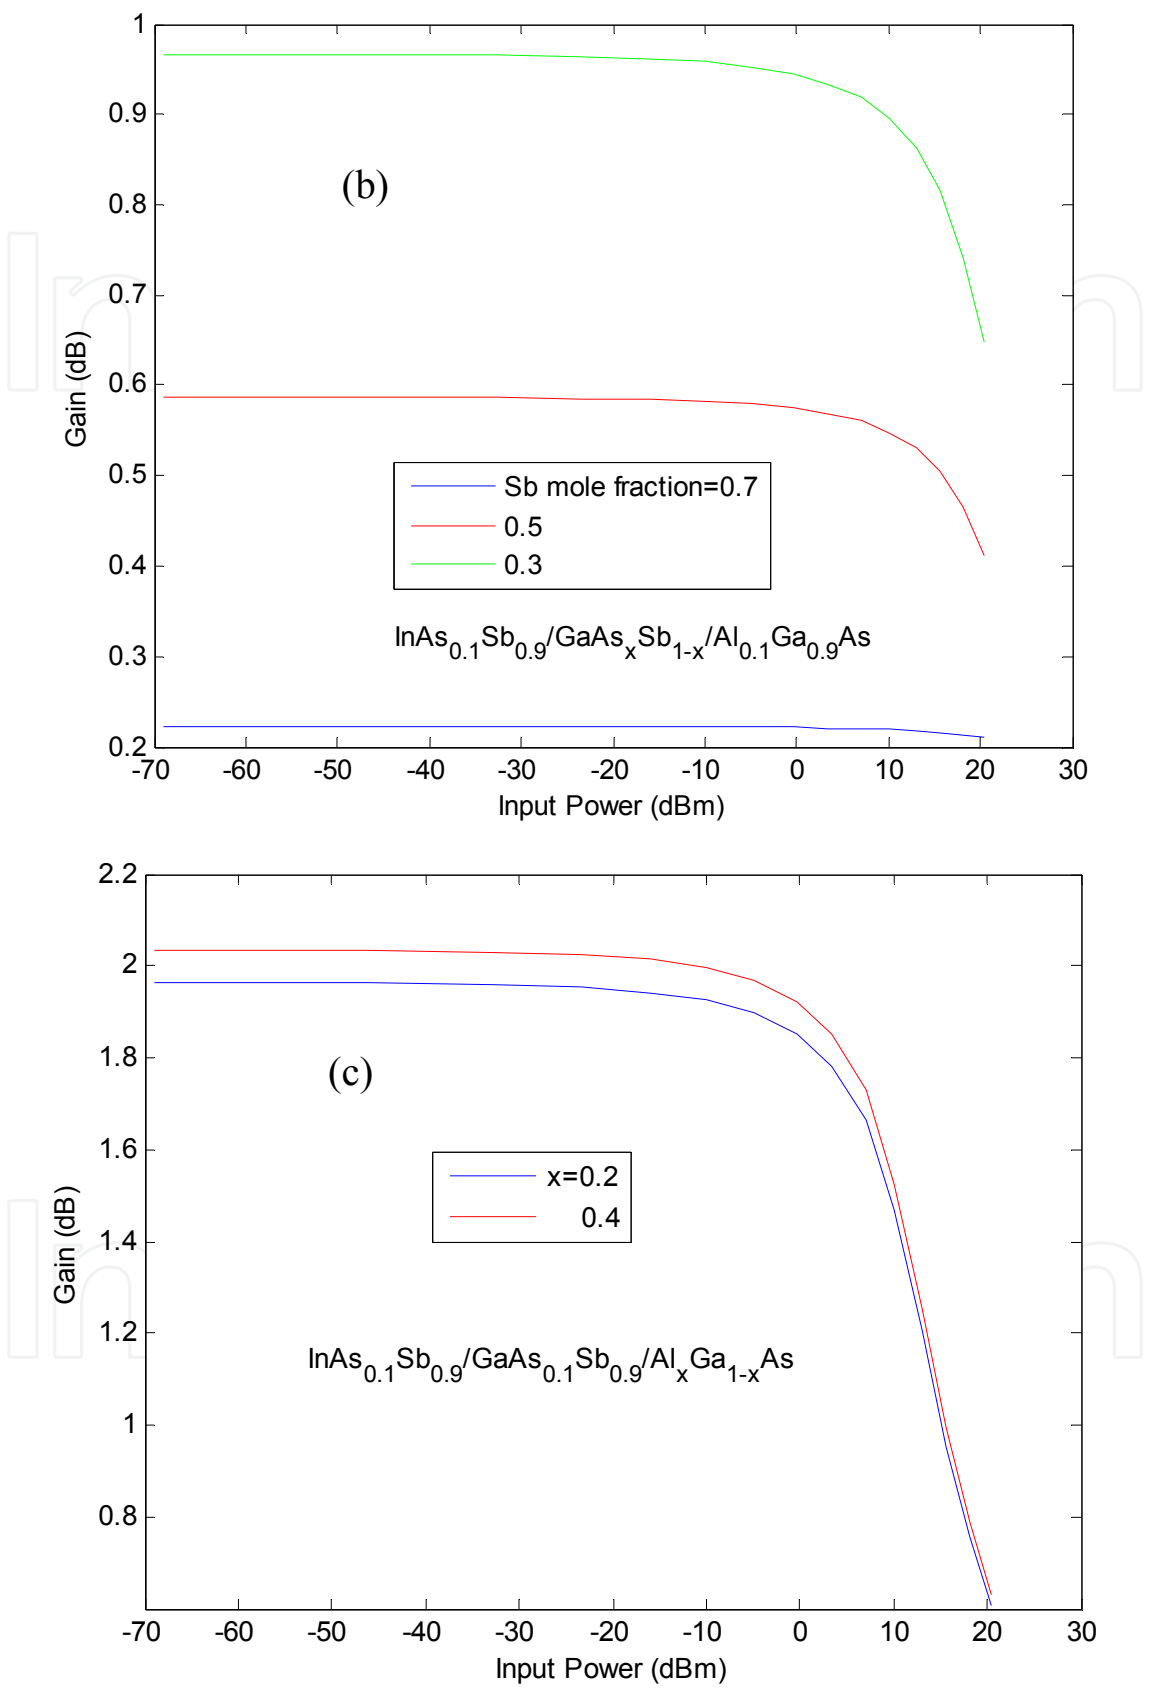 1
0.9
0.8
0.7
0.6
0.5
0.4
0.3
0.2
Gain (dB)
(b)
Sb mole fraction=0.7
0.5
0.3
InAs0.1Sb0.9/GaAsxSb1-x/Al0.1Ga0.9As
-70 -60 -50 -40 -30 -20 -10 0 10 20 30
Input Power (dBm)
2.2
2
1.8
1.6
1.4
1.2
1
0.8
Gain (dB)
(c)
x=0.2
0.4
InAs0.1Sb0.9/GaAs0.1Sb0.9/AlxGa1-xAs
-70 -60 -50 -40 -30 -20 -10 0 10 20 30
Input Power (dBm)